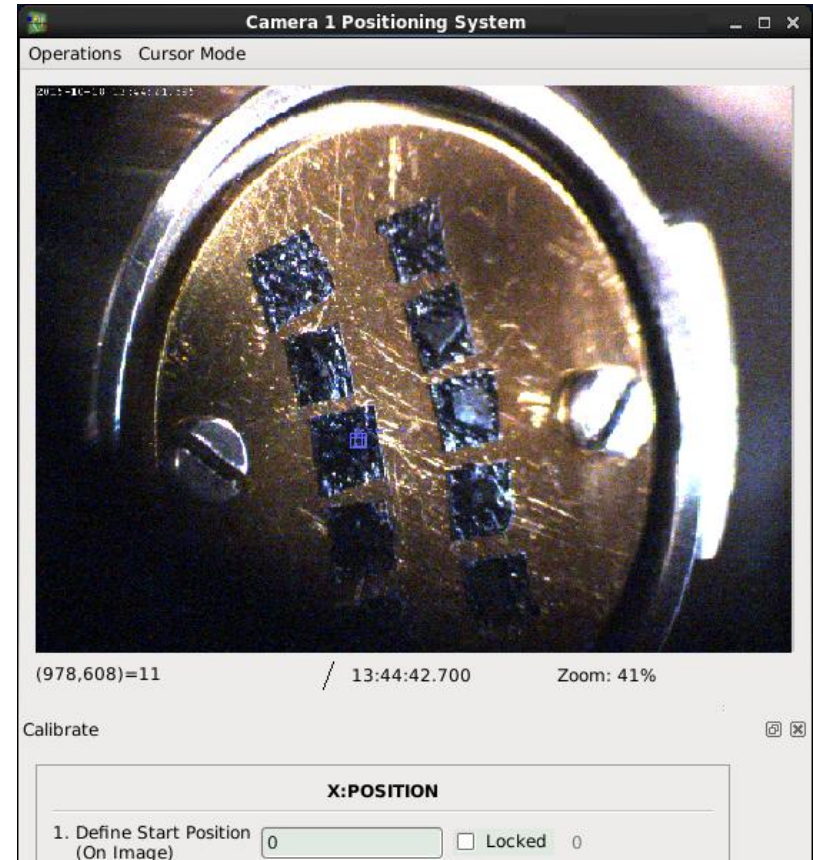 Camera 1 Positioning System
Operations Cursor Mode
(978,608)=11 13:44:42.700 Zoom: 41%
Calibrate
X:POSITION
1. Define Start Position
(On Image)
0 Locked 0